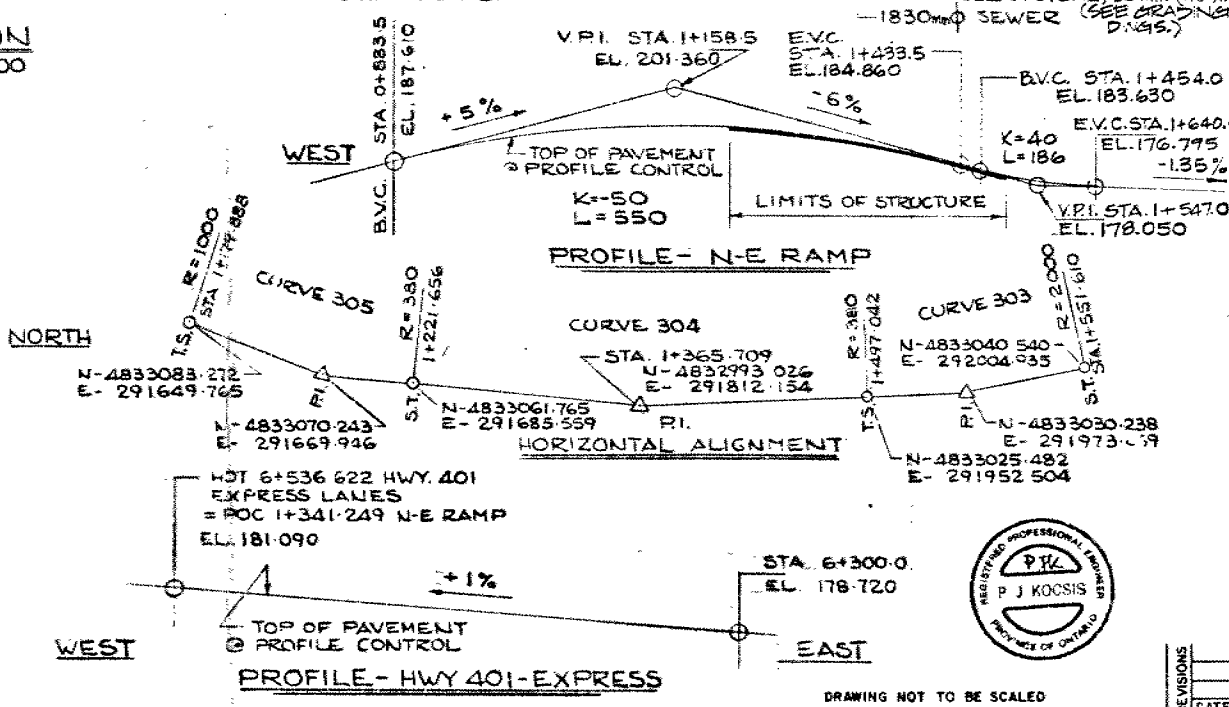 1830mmφ SEWER (SEE GRADING
DWGS.)
V.P.I. STA. 1+158.5
EL. 201.360
E.V.C.
STA. 1+433.5
EL. 184.860
B.V.C. STA. 1+454.0
EL. 183.630
E.V.C. STA. 1+640.
EL. 176.795
-1.35%
B.V.C. STA. 0+883.5
EL. 187.610
+5%
-6%
WEST
TOP OF PAVEMENT
@ PROFILE CONTROL
K=-50
L=550
LIMITS OF STRUCTURE
K=40
L=186
V.P.I. STA. 1+547.0
EL. 178.050
PROFILE- N-E RAMP
R=1000
CURVE 305
R=380
1+221.656
CURVE 304
R=380
1+497.042
CURVE 303
R=2000
STA. 1+551.610
NORTH
T.S.
N-4833083.272
E- 291649.765
P.I.
N-4833070.243
E- 291669.946
S.T.
N-4833061.765
E- 291685.559
STA. 1+365.709
N-4832993.026
E- 291812.154
P.I.
T.S.
N-4833025.482
E- 291952.504
N-4833040.540
E- 292004.935
P.I.
N-4833030.238
S.T.
HORIZONTAL ALIGNMENT
6+536.622 HWY. 401
EXPRESS LANES
= POC 1+341.249 N-E RAMP
EL. 181.090
+1%
STA. 6+300.0
EL. 178.720
TOP OF PAVEMENT
@ PROFILE CONTROL
WEST
EAST
PROFILE- HWY 401-EXPRESS
REGISTERED PROFESSIONAL ENGINEER
P J KOCSIS
PROVINCE OF ONTARIO
DRAWING NOT TO BE SCALED
REVISIONS